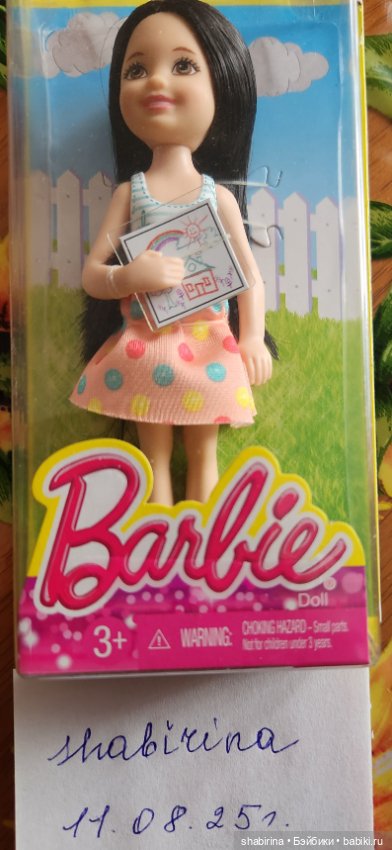 Barbie®
Doll
3+ WARNING: CHOKING HAZARD – Small parts.
Not for children under 3 years.
shabirina
11.08.25г.
shabirina • Бэйбики • babiki.ru